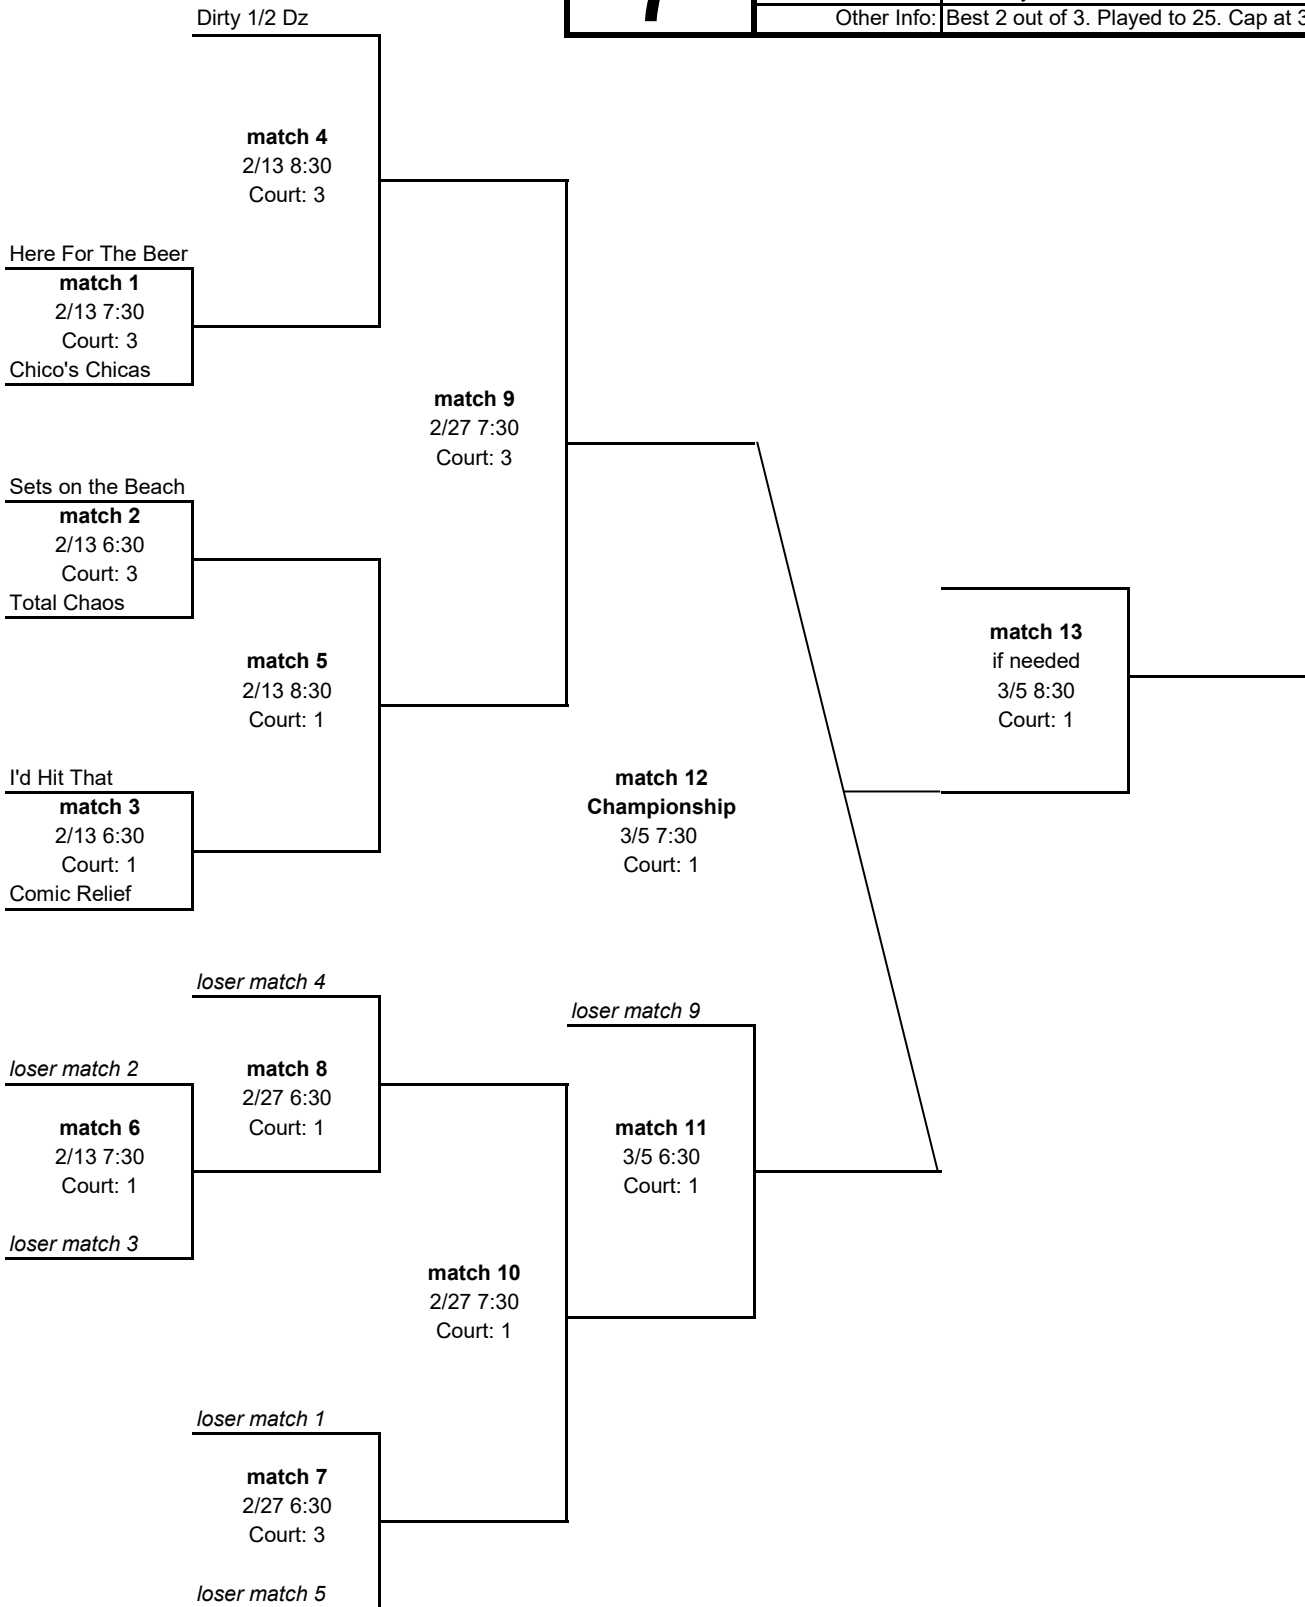 7
Other Info: Best 2 out of 3. Played to 25. Cap at
Dirty 1/2 Dz
match 4
2/13 8:30
Court: 3
Here For The Beer
match 1
2/13 7:30
Court: 3
Chico's Chicas
match 9
2/27 7:30
Court: 3
Sets on the Beach
match 2
2/13 6:30
Court: 3
Total Chaos
match 5
2/13 8:30
Court: 1
match 13
if needed
3/5 8:30
Court: 1
I'd Hit That
match 3
2/13 6:30
Court: 1
Comic Relief
match 12
Championship
3/5 7:30
Court: 1
loser match 4
loser match 9
loser match 2
match 8
2/27 6:30
Court: 1
match 6
2/13 7:30
Court: 1
loser match 3
match 11
3/5 6:30
Court: 1
match 10
2/27 7:30
Court: 1
loser match 1
match 7
2/27 6:30
Court: 3
loser match 5